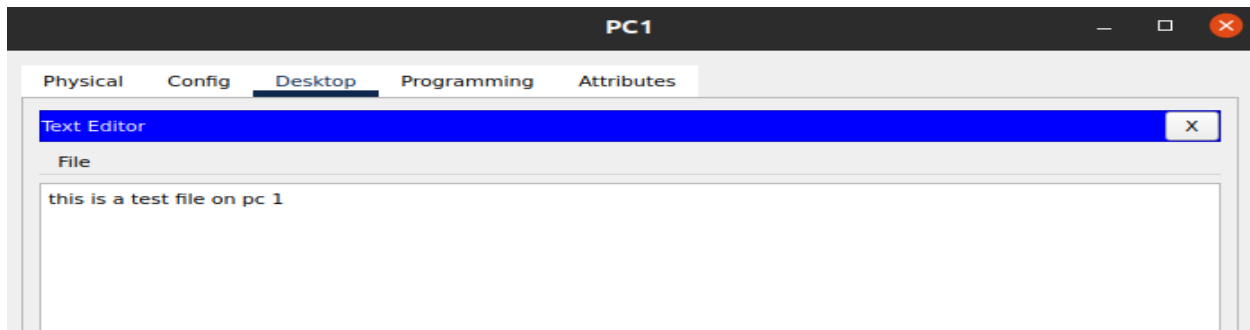 PC1
Physical Config Desktop Programming Attributes
Text Editor X
File
this is a test file on pc 1